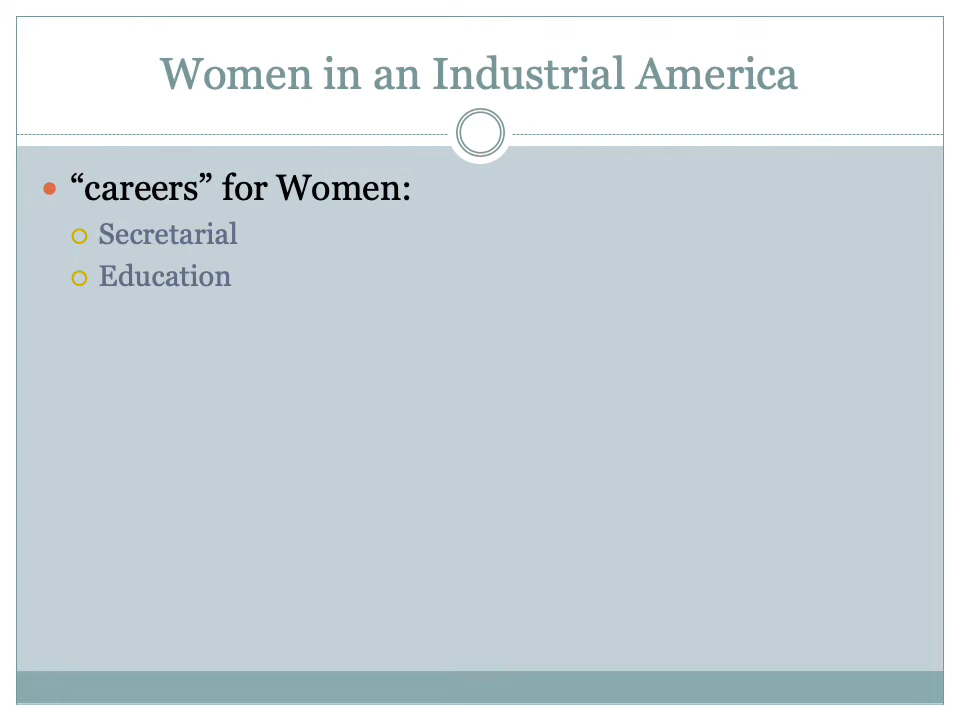 Women in an Industrial America
“careers” for Women:
Secretarial
Education